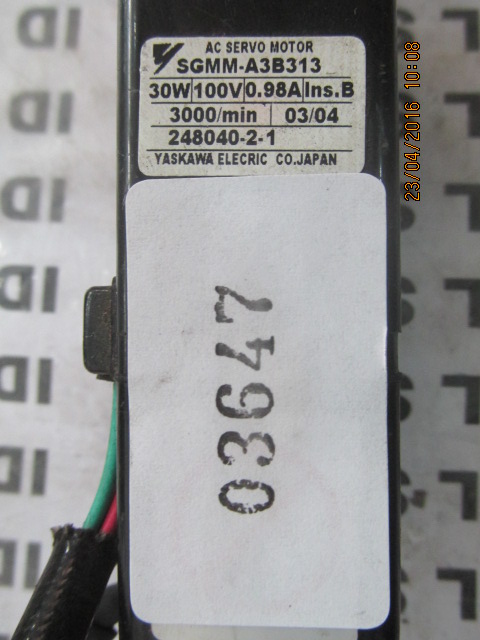 AC SERVO MOTOR
SGMM-A3B313
30W 100V 0.98A Ins.B
3000/min 03/04
248040-2-1
YASKAWA ELECRIC CO.JAPAN
03647
23/04/2016 10:08